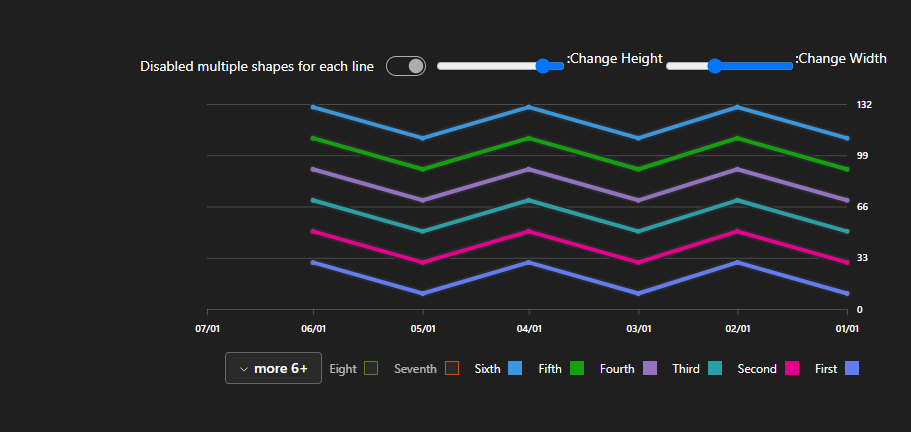 Disabled multiple shapes for each line
:Change Height
:Change Width
132
99
66
33
0
07/01 06/01 05/01 04/01 03/01 02/01 01/01
more 6+ Eight Seventh Sixth Fifth Fourth Third Second First